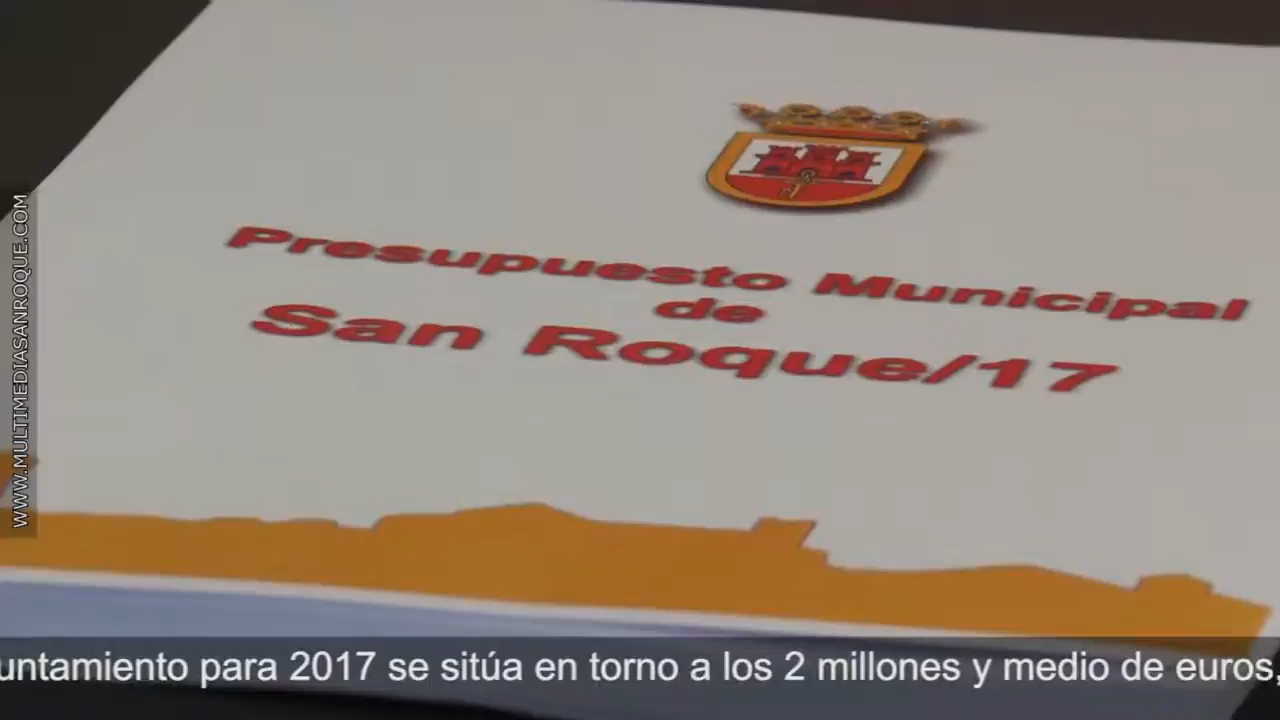 Presupuesto Municipal
de
San Roque/17
WWW.MULTIMEDIASANROQUE.COM
untamiento para 2017 se sitúa en torno a los 2 millones y medio de euros,